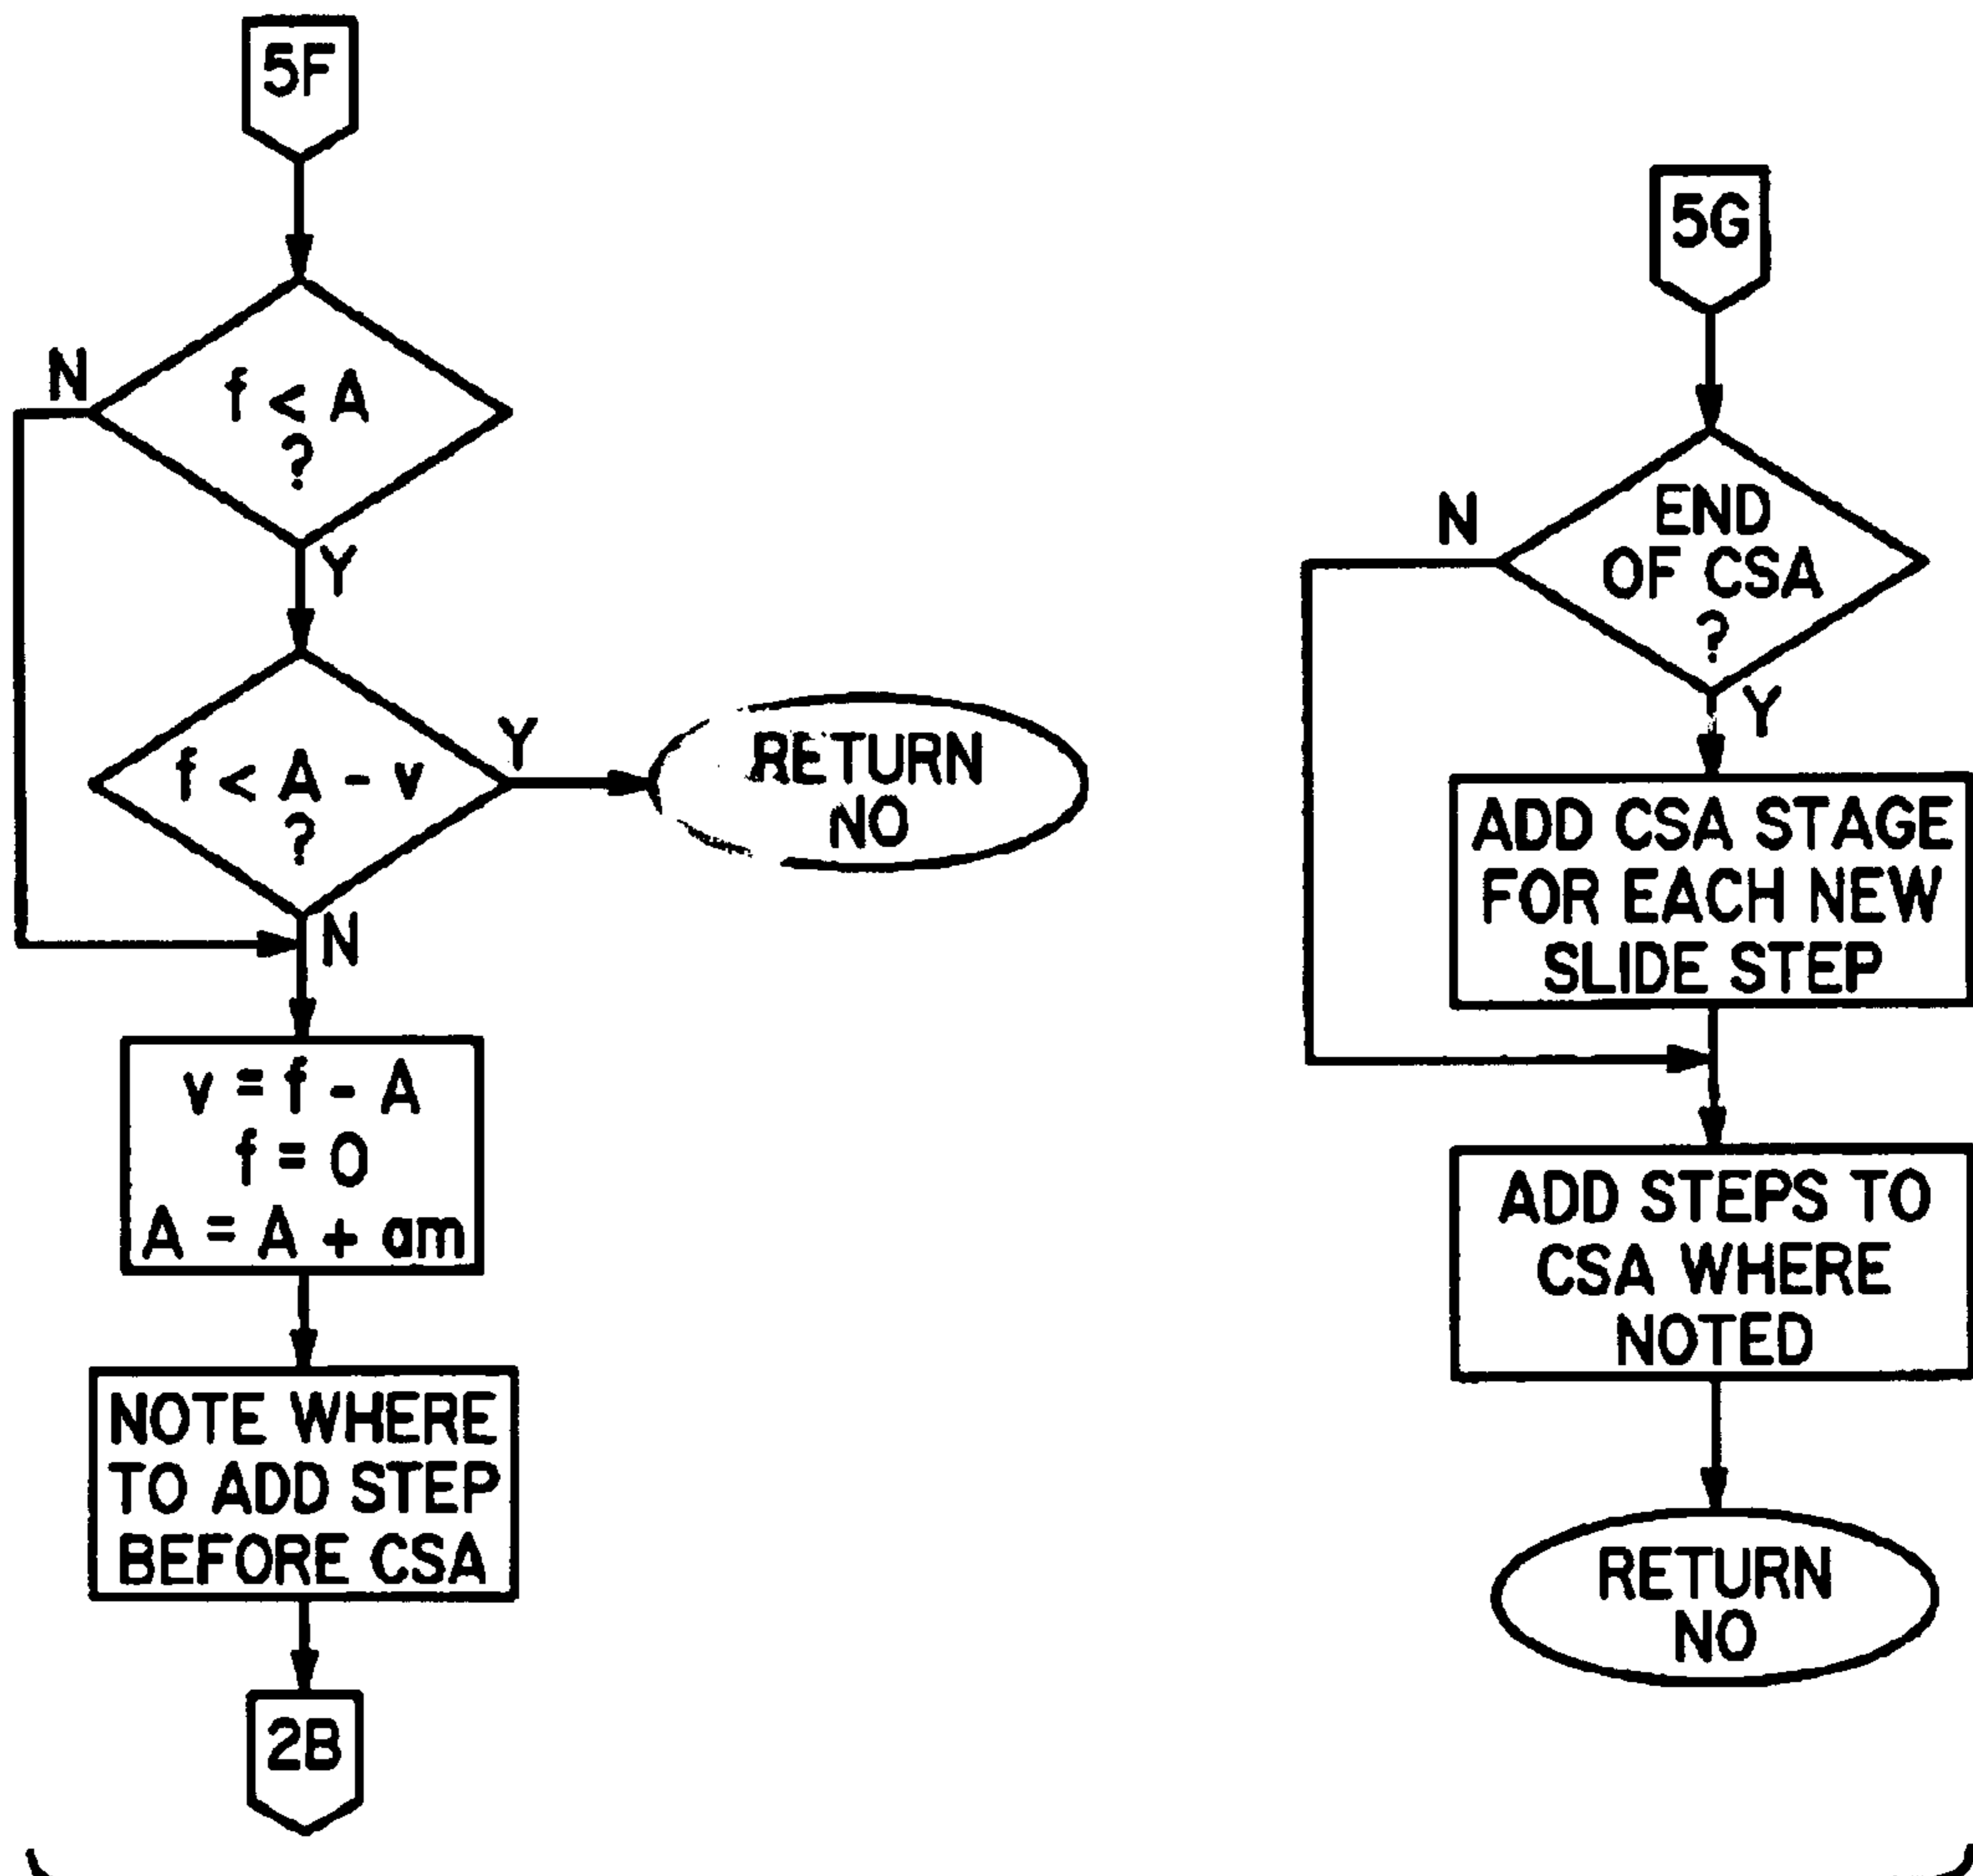 5F
N
f < A
?
Y
f < A - v
?
Y
RETURN
NO
N
v = f - A
f = 0
A = A + am
NOTE WHERE
TO ADD STEP
BEFORE CSA
2B
5G
N
END
OF CSA
?
Y
ADD CSA STAGE
FOR EACH NEW
SLIDE STEP
ADD STEPS TO
CSA WHERE
NOTED
RETURN
NO